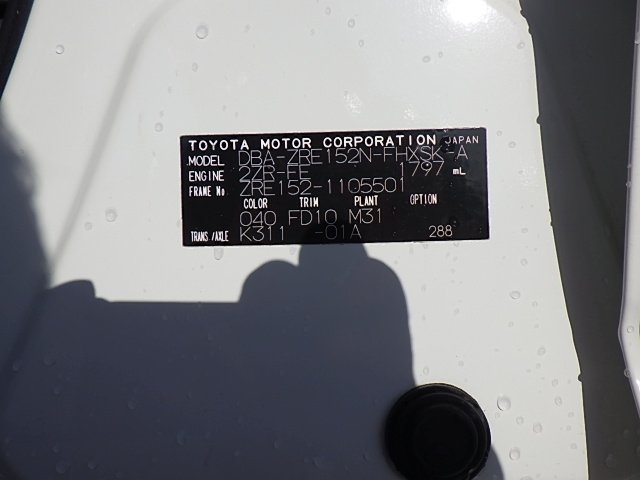 TOYOTA MOTOR CORPORATION JAPAN
MODEL DBA-ZRE152N-FHXSK-A
ENGINE 2ZR-FE 1797 mL
FRAME No. ZRE152-1105501
COLOR TRIM PLANT OPTION
040 FD10 M31
TRANS/AXLE K311 -01A 288